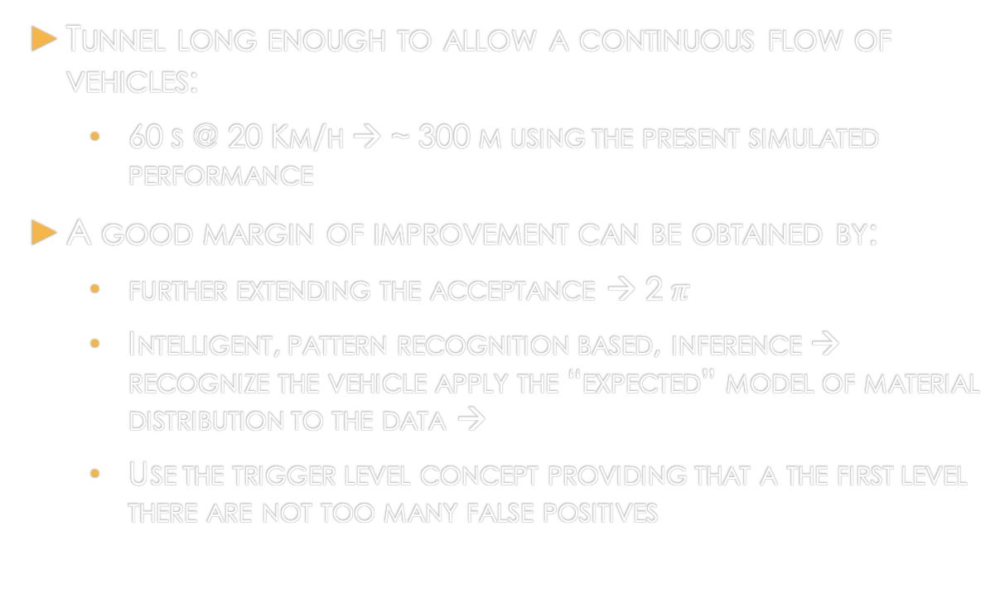 Tunnel long enough to allow a continuous flow of
vehicles:
60 s @ 20 Km/h → ~ 300 m using the present simulated
performance
A good margin of improvement can be obtained by:
further extending the acceptance → 2 π
Intelligent, pattern recognition based, inference →
recognize the vehicle apply the “expected” model of material
distribution to the data →
Use the trigger level concept providing that a the first level
there are not too many false positives